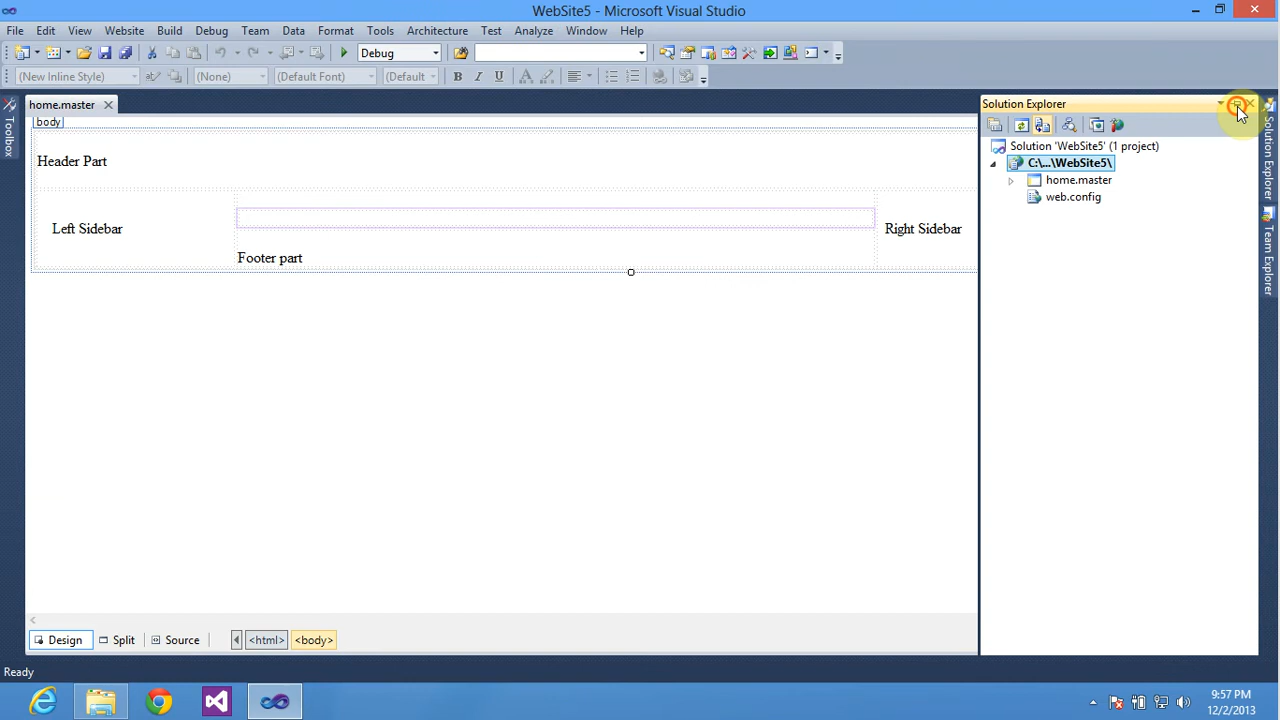 WebSite5 - Microsoft Visual Studio
File Edit View Website Build Debug Team Data Format Tools Architecture Test Analyze Window Help
Debug
(New Inline Style) (None) (Default Font) (Default B I U A
Toolbox
home.master
body
Header Part
Left Sidebar
Right Sidebar
Footer part
Solution Explorer
Solution 'WebSite5' (1 project)
C:\...\WebSite5\
home.master
web.config
Solution Explorer
Team Explorer
Design Split Source <html> <body>
Ready
9:57 PM
12/2/2013